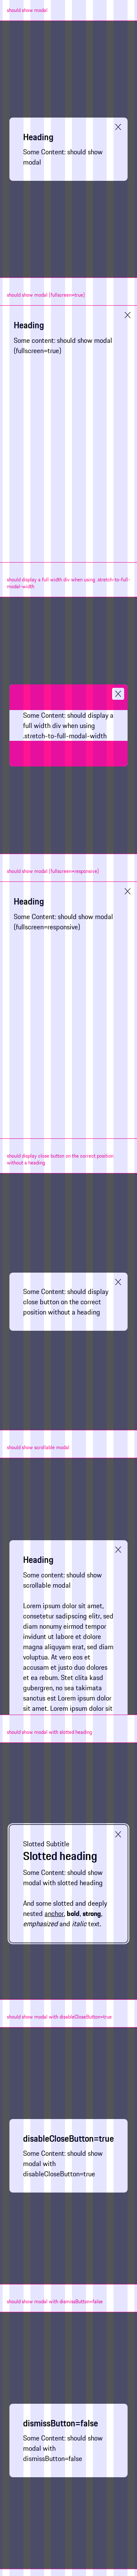 should show modal
Heading
Some Content: should show
modal
should show modal (fullscreen=true)
Heading
Some content: should show modal
(fullscreen=true)
should display a full width div when using .stretch-to-full-
modal-width
Some Content: should display a
full width div when using
.stretch-to-full-modal-width
should show modal (fullscreen=responsive)
Heading
Some Content: should show modal
(fullscreen=responsive)
should display close button on the correct position
without a heading
Some Content: should display
close button on the correct
position without a heading
should show scrollable modal
Heading
Some content: should show
scrollable modal
Lorem ipsum dolor sit amet,
consetetur sadipscing elitr, sed
diam nonumy eirmod tempor
invidunt ut labore et dolore
magna aliquyam erat, sed diam
voluptua. At vero eos et
accusam et justo duo dolores
et ea rebum. Stet clita kasd
gubergren, no sea takimata
sanctus est Lorem ipsum dolor
sit amet. Lorem ipsum dolor sit
should show modal with slotted heading
Slotted Subtitle
Slotted heading
Some Content: should show
modal with slotted heading
And some slotted and deeply
nested anchor, bold, strong,
emphasized and italic text.
should show modal with disableCloseButton=true
disableCloseButton=true
Some Content: should show
modal with
disableCloseButton=true
should show modal with dismissButton=false
dismissButton=false
Some Content: should show
modal with
dismissButton=false